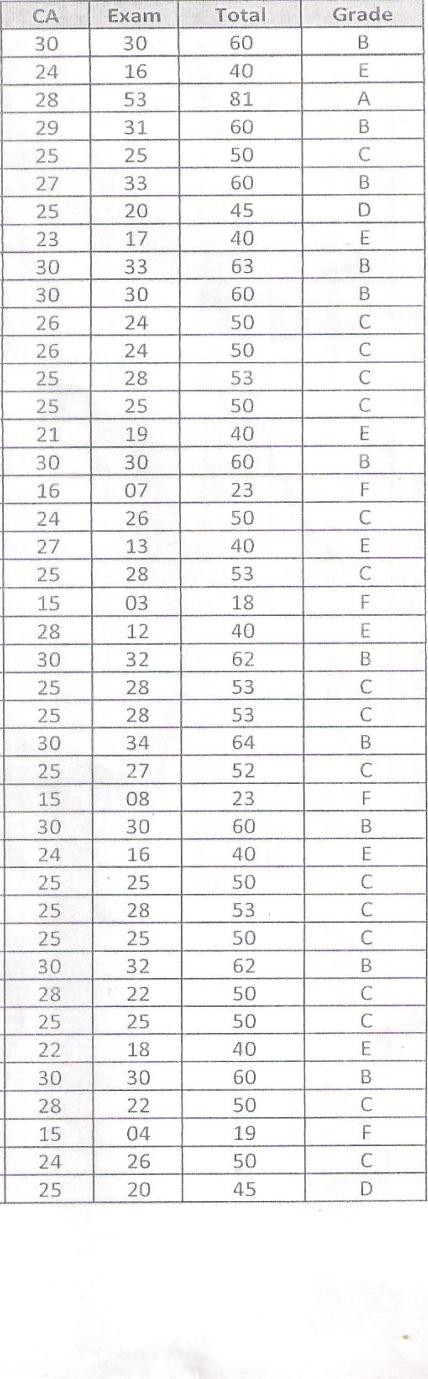 CA Exam Total Grade
30 30 60 B
24 16 40 E
28 53 81 A
29 31 60 B
25 25 50 C
27 33 60 B
25 20 45 D
23 17 40 E
30 33 63 B
30 30 60 B
26 24 50 C
26 24 50 C
25 28 53 C
25 25 50 C
21 19 40 E
30 30 60 B
16 07 23 F
24 26 50 C
27 13 40 E
25 28 53 C
15 03 18 F
28 12 40 E
30 32 62 B
25 28 53 C
25 28 53 C
30 34 64 B
25 27 52 C
15 08 23 F
30 30 60 B
24 16 40 E
25 25 50 C
25 28 53 C
25 25 50 C
30 32 62 B
28 22 50 C
25 25 50 C
22 18 40 E
30 30 60 B
28 22 50 C
15 04 19 F
24 26 50 C
25 20 45 D